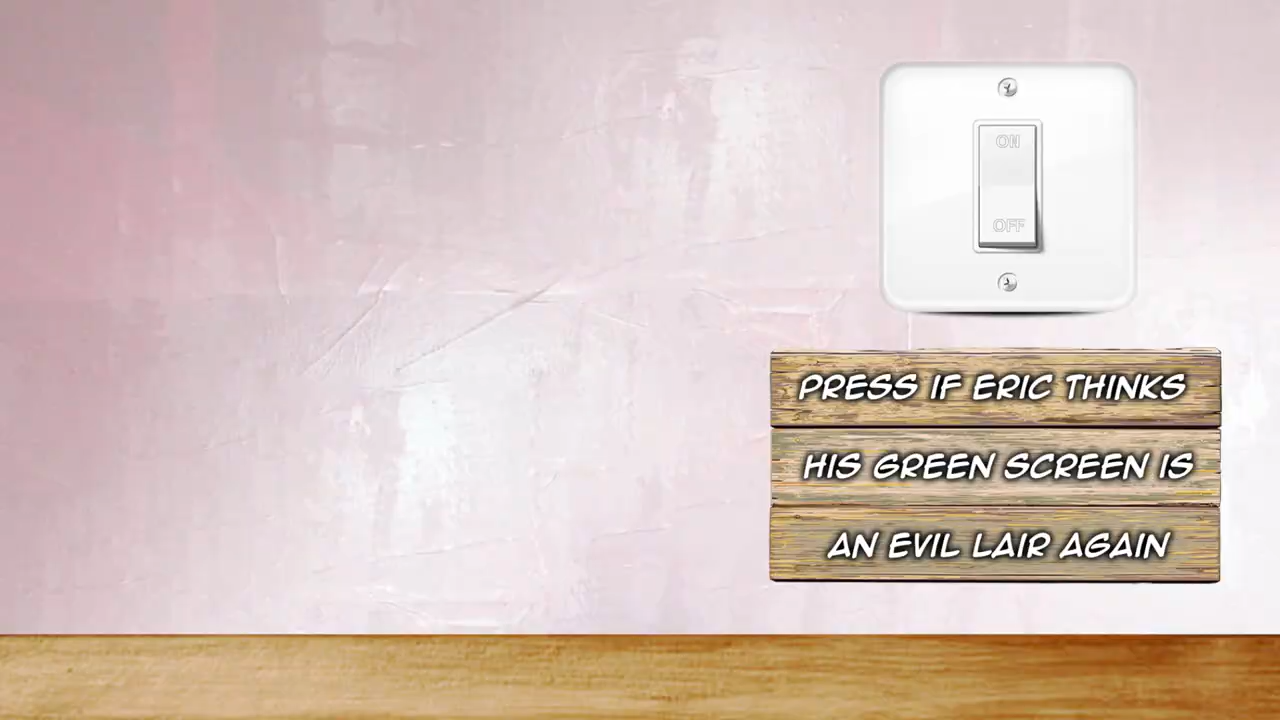 ON
OFF
PRESS IF ERIC THINKS
HIS GREEN SCREEN IS
AN EVIL LAIR AGAIN